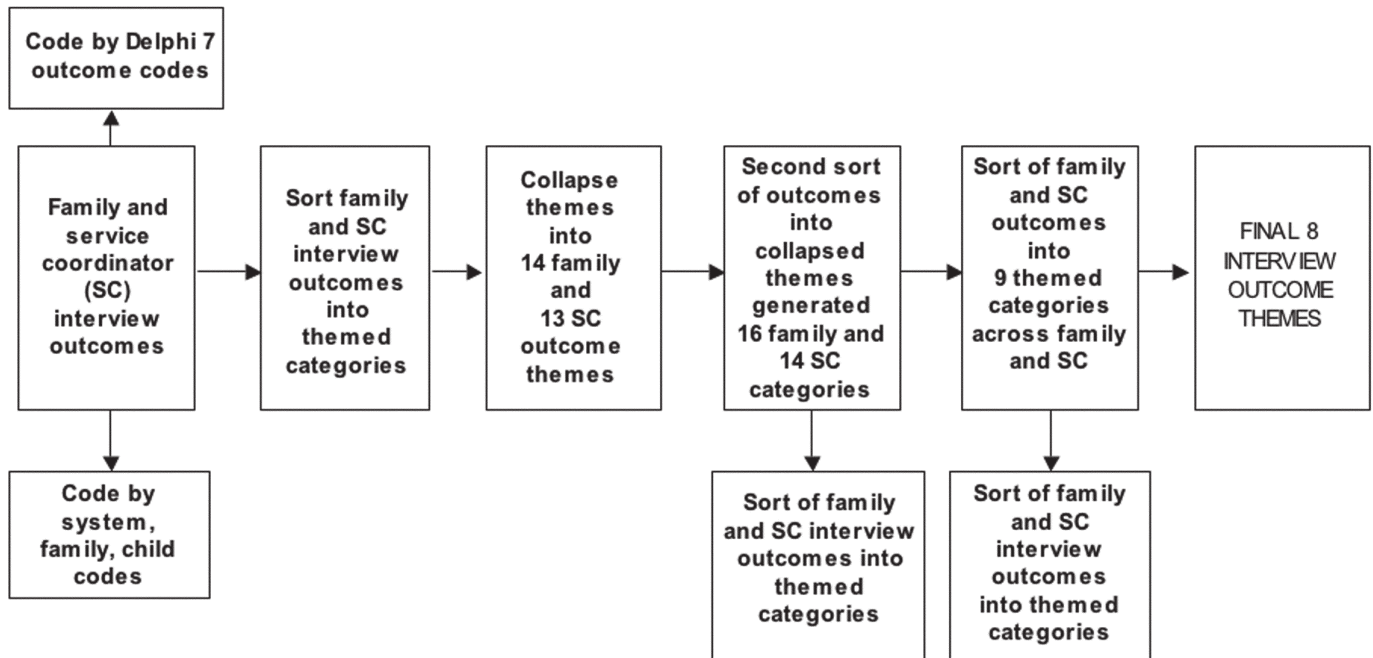 Code by Delphi 7
outcome codes
Family and
service
coordinator
(SC)
interview
outcomes
Code by
system,
family, child
codes
Sort family
and SC
interview
outcomes
into
themed
categories
Collapse
themes
into
14 family
and
13 SC
outcome
themes
Second sort
of outcomes
into
collapsed
themes
generated
16 family and
14 SC
categories
Sort of family
and SC interview
outcomes into
themed
categories
Sort of family
and SC
outcomes
into
9 themed
categories
across family
and SC
Sort of family
and SC
interview
outcomes
into themed
categories
FINAL 8
INTERVIEW
OUTCOME
THEMES